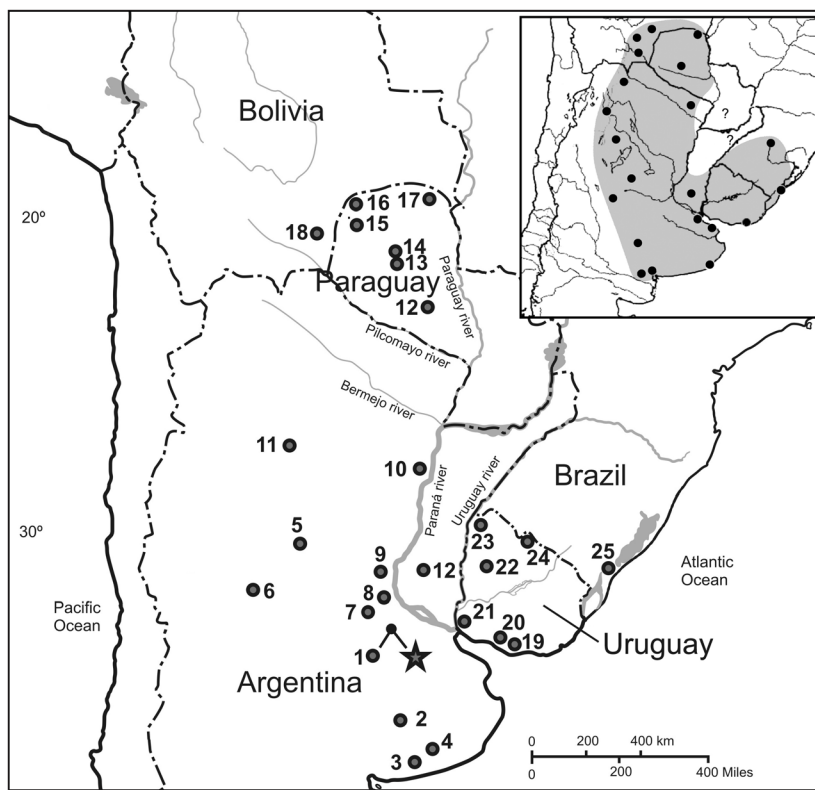 Bolivia
?
?
20º
16
17
15
18
14
13
Paraguay
12
Paraguay river
Pilcomayo river
Bermejo river
11
10
Paraná river
Uruguay river
Brazil
30º
5
23
24
25
9
12
22
6
8
7
Atlantic
Ocean
Pacific
Ocean
21
20
19
Uruguay
1
Argentina
2
4
3
0 200 400 km
0 200 400 Miles